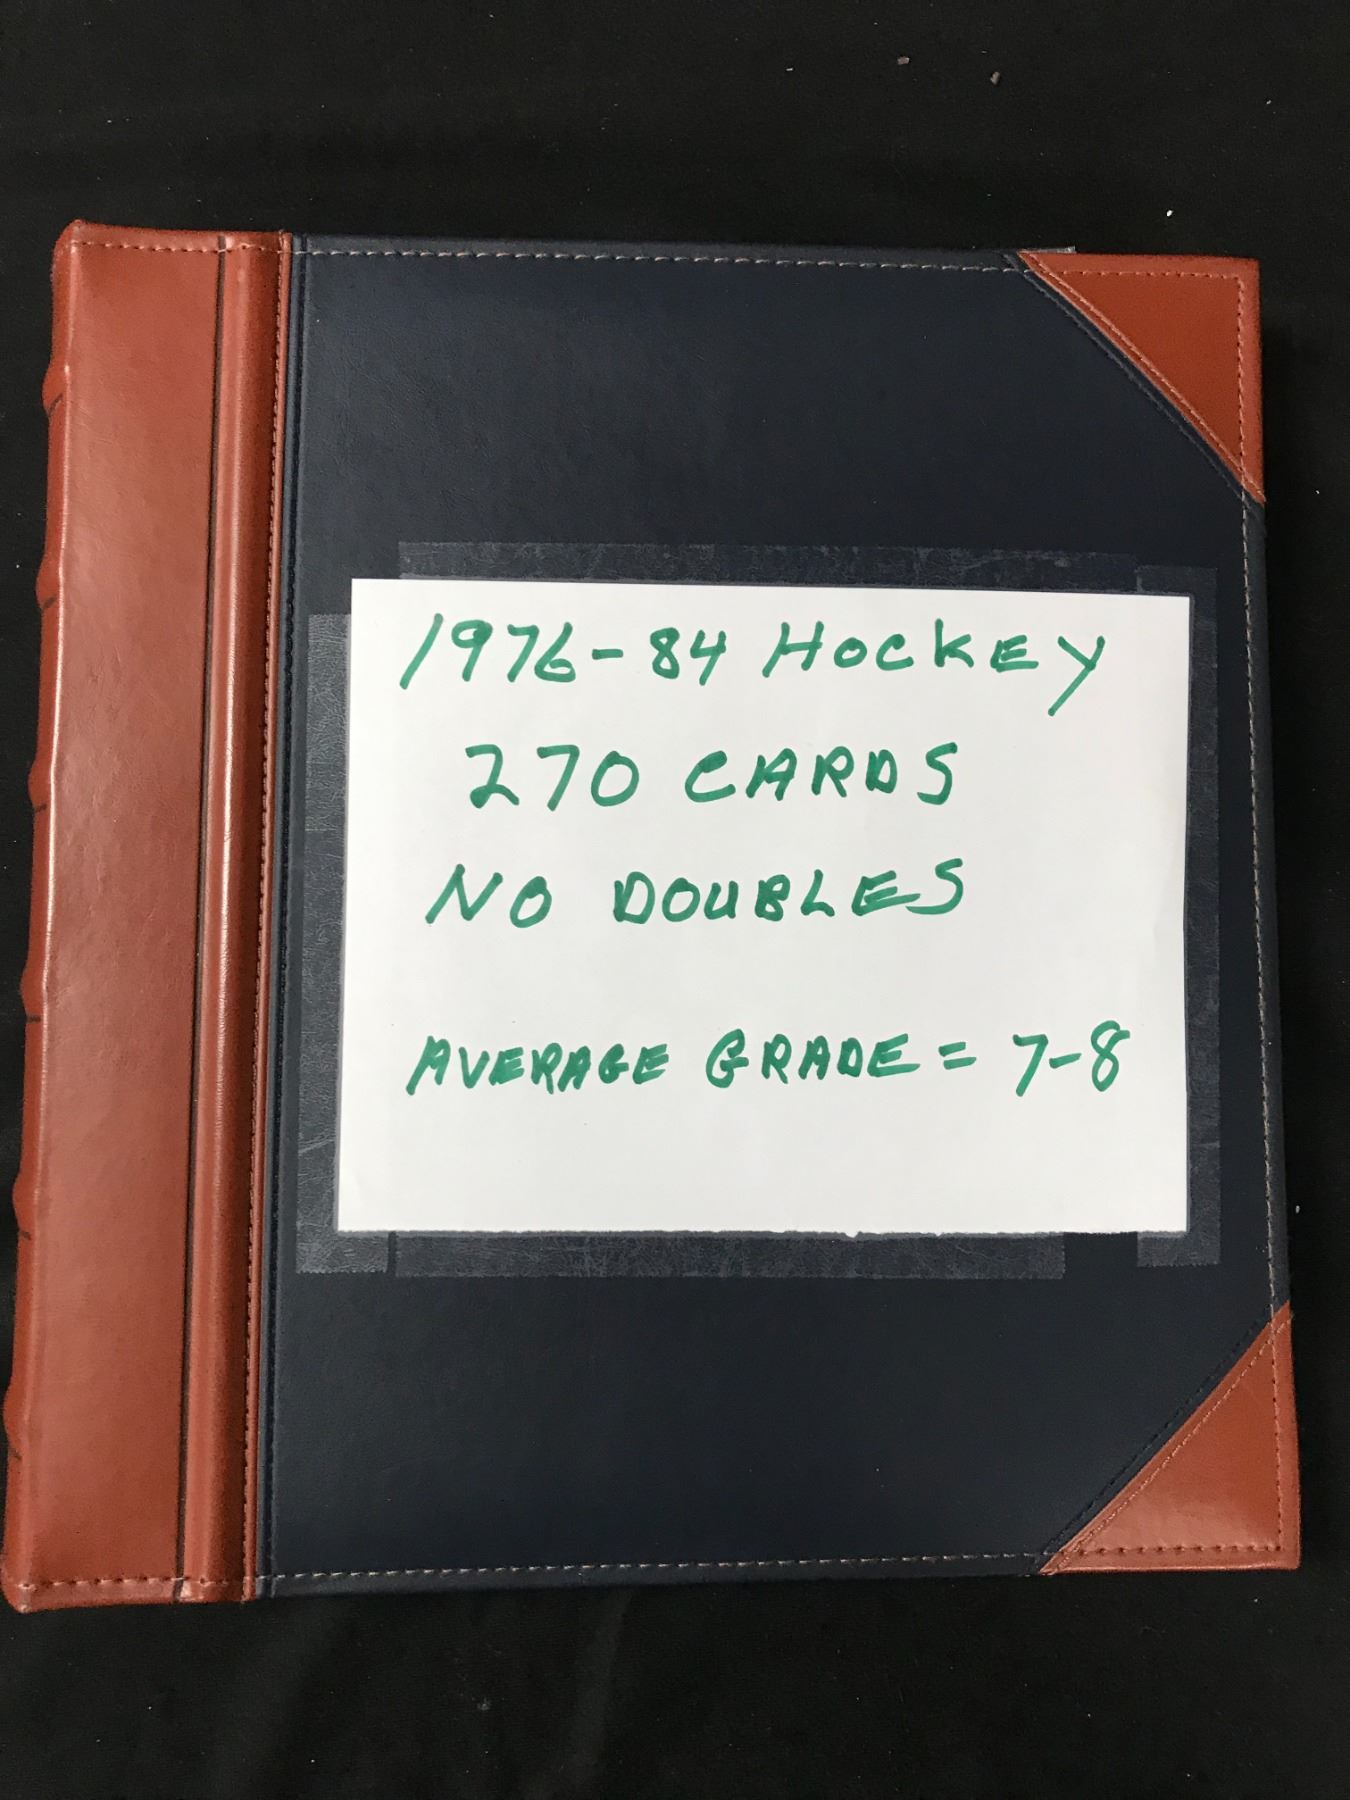 1976-84 HOCKEY
270 CARDS
NO DOUBLES
AVERAGE GRADE = 7-8